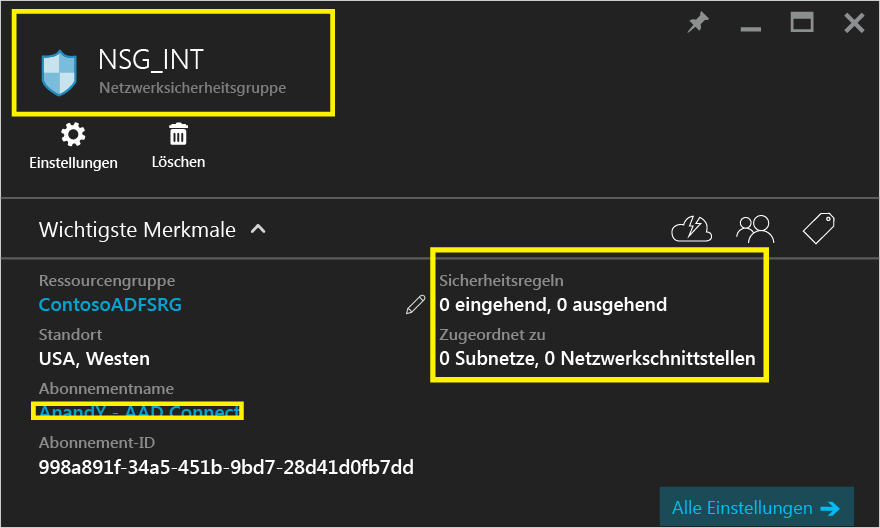 NSG_INT
Netzwerksicherheitsgruppe
Einstellungen
Löschen
Wichtigste Merkmale
Ressourcengruppe
ContosoADFSRG
Standort
USA, Westen
Abonnementname
AnandY - AAD Connect
Abonnement-ID
998a891f-34a5-451b-9bd7-28d41d0fb7dd
Sicherheitsregeln
0 eingehend, 0 ausgehend
Zugeordnet zu
0 Subnetze, 0 Netzwerkschnittstellen
Alle Einstellungen